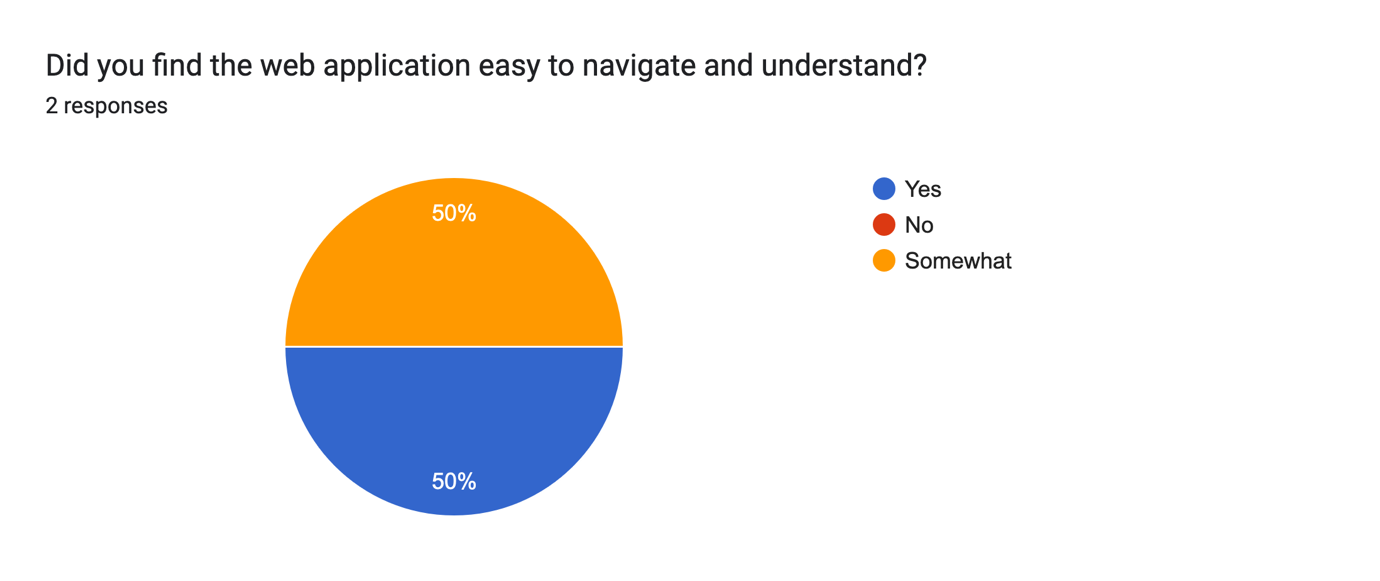 Did you find the web application easy to navigate and understand?
2 responses
50%
50%
Yes
No
Somewhat